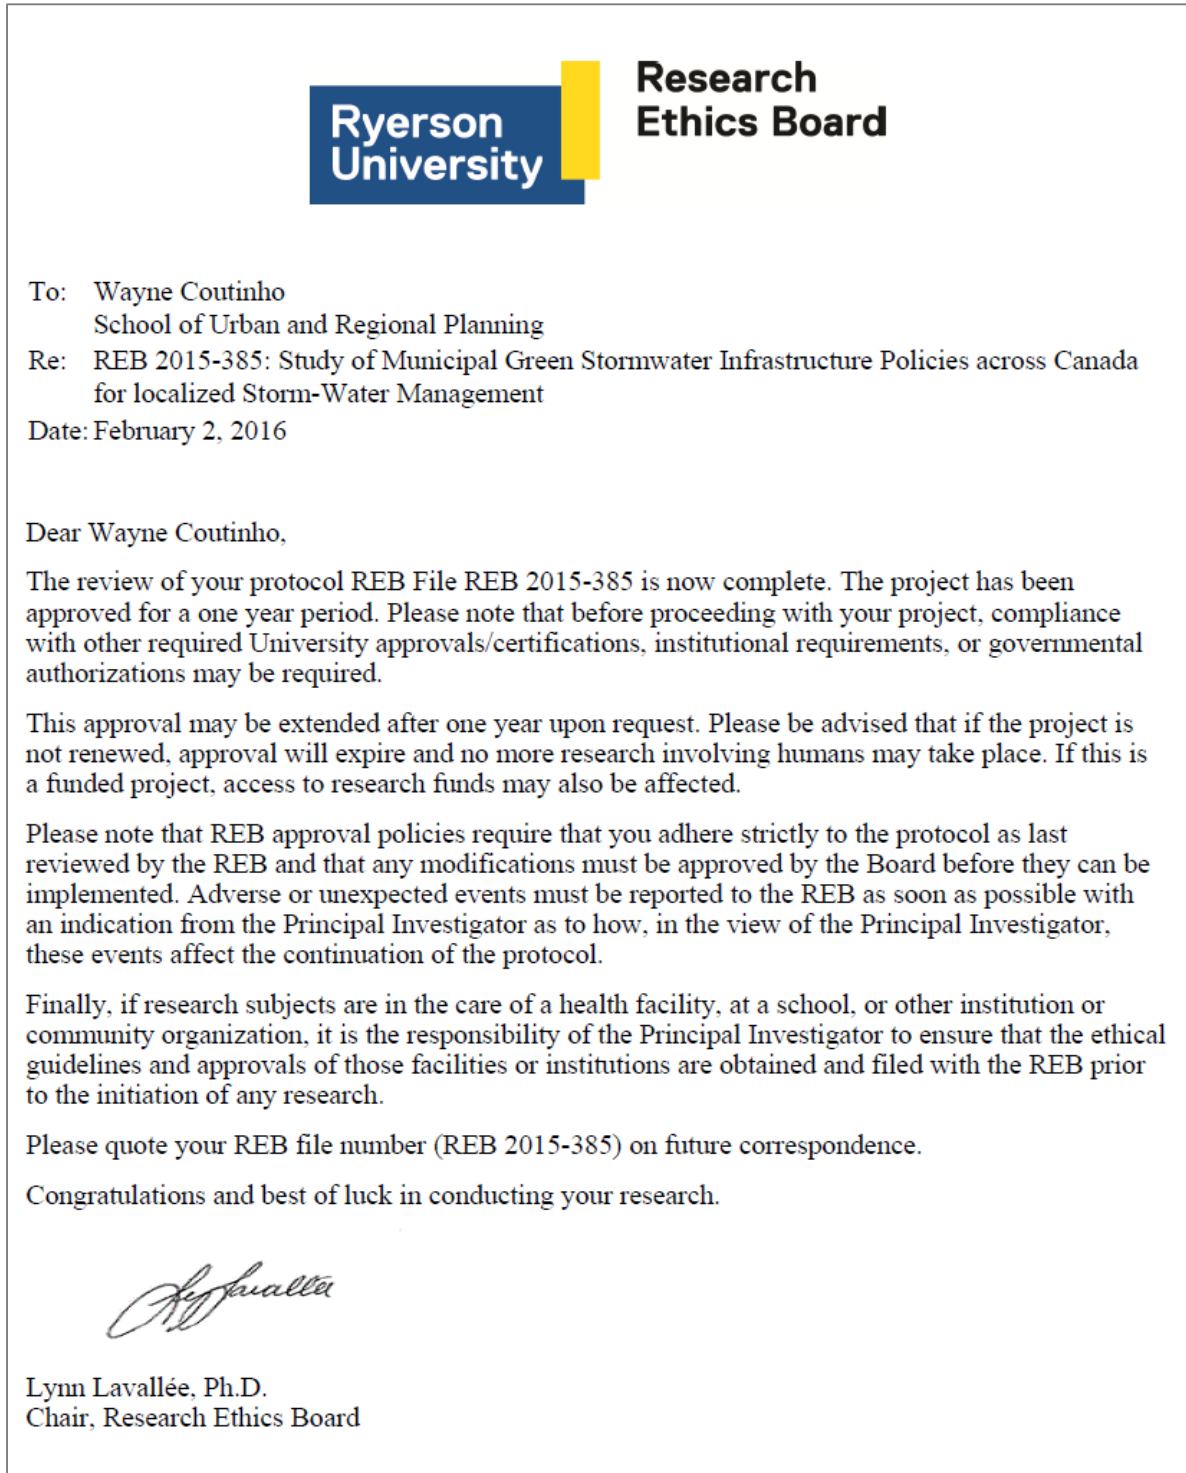 Ryerson
University
Research
Ethics Board
To: Wayne Coutinho
School of Urban and Regional Planning
Re: REB 2015-385: Study of Municipal Green Stormwater Infrastructure Policies across Canada
for localized Storm-Water Management
Date: February 2, 2016
Dear Wayne Coutinho,
The review of your protocol REB File REB 2015-385 is now complete. The project has been
approved for a one year period. Please note that before proceeding with your project, compliance
with other required University approvals/certifications, institutional requirements, or governmental
authorizations may be required.
This approval may be extended after one year upon request. Please be advised that if the project is
not renewed, approval will expire and no more research involving humans may take place. If this is
a funded project, access to research funds may also be affected.
Please note that REB approval policies require that you adhere strictly to the protocol as last
reviewed by the REB and that any modifications must be approved by the Board before they can be
implemented. Adverse or unexpected events must be reported to the REB as soon as possible with
an indication from the Principal Investigator as to how, in the view of the Principal Investigator,
these events affect the continuation of the protocol.
Finally, if research subjects are in the care of a health facility, at a school, or other institution or
community organization, it is the responsibility of the Principal Investigator to ensure that the ethical
guidelines and approvals of those facilities or institutions are obtained and filed with the REB prior
to the initiation of any research.
Please quote your REB file number (REB 2015-385) on future correspondence.
Congratulations and best of luck in conducting your research.
Lynn Lavallée, Ph.D.
Chair, Research Ethics Board